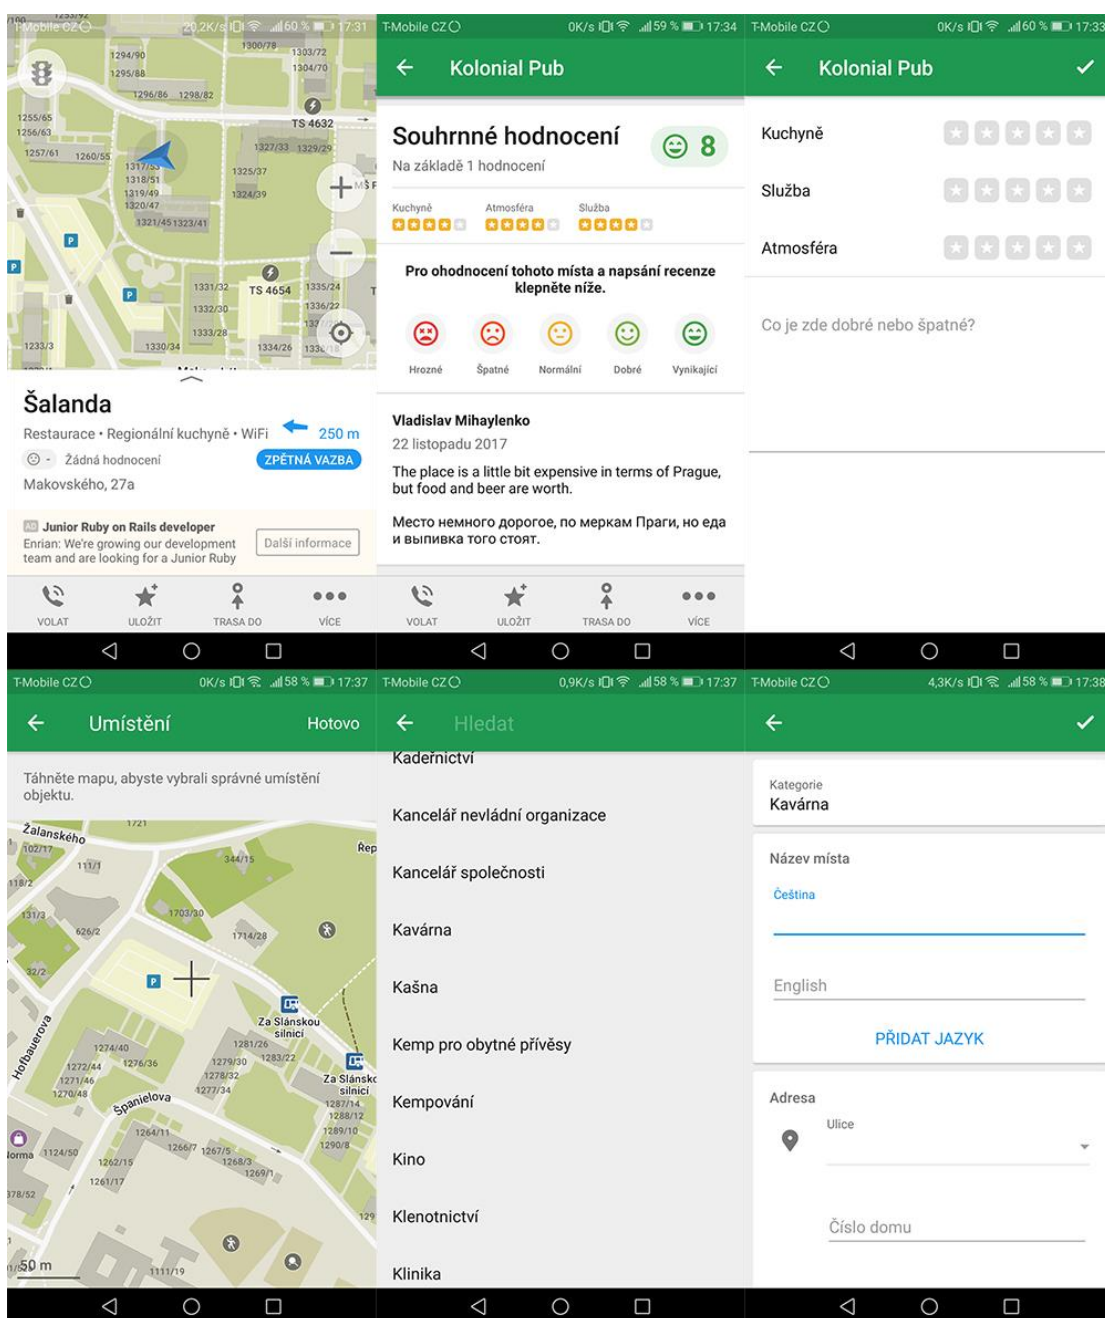 T-Mobile CZ
20,2K/s
60 %
17:31
1300/78
1303/72
1294/90
1304/70
1295/88
1296/86
1298/82
TS 4632
1255/65
1256/63
1257/61
1260/55
1327/33
1329/29
1317/53
1318/51
1325/37
1319/49
1324/39
1320/47
1321/45
1323/41
P
P
P
1331/32
TS 4654
1335/24
1332/30
1336/22
1333/28
1233/3
1330/34
1334/26
Šalanda
Restaurace • Regionální kuchyně • WiFi
250 m
Žádná hodnocení
ZPĚTNÁ VAZBA
Makovského, 27a
AD Junior Ruby on Rails developer
Enrian: We're growing our development
team and are looking for a Junior Ruby
Další informace
VOLAT
ULOŽIT
TRASA DO
VÍCE
T-Mobile CZ
0K/s
59 %
17:34
Kolonial Pub
Souhrnné hodnocení
8
Na základě 1 hodnocení
Kuchyně
Atmosféra
Služba
Pro ohodnocení tohoto místa a napsání recenze
klepněte níže.
Hrozné
Špatné
Normální
Dobré
Vynikající
Vladislav Mihaylenko
22 listopadu 2017
The place is a little bit expensive in terms of Prague,
but food and beer are worth.
Место немного дорогое, по меркам Праги, но еда
и выпивка того стоят.
VOLAT
ULOŽIT
TRASA DO
VÍCE
T-Mobile CZ
0K/s
60 %
17:33
Kolonial Pub
Kuchyně
Služba
Atmosféra
Co je zde dobré nebo špatné?
T-Mobile CZ
0K/s
58 %
17:37
Umístění
Hotovo
Táhněte mapu, abyste vybrali správné umístění
objektu.
Žalanského
1721
102/17
111/1
344/15
Řep
118/2
131/3
1703/30
626/2
1714/28
32/2
P
Za Slánskou
silnicí
Hofbauerova
1274/40
1281/26
1272/44
1276/36
1279/30
1283/22
1271/46
1278/32
1270/48
1277/34
Za Slánsko
silnicí
Španielova
1287/14
1288/12
1264/11
1289/10
1266/7
1267/5
1290/8
1124/50
1262/15
1268/3
1269/1
1261/17
378/52
129
50 m
1111/19
T-Mobile CZ
0,9K/s
58 %
17:37
Hledat
Kadeřnictví
Kancelář nevládní organizace
Kancelář společnosti
Kavárna
Kašna
Kemp pro obytné přívěsy
Kempování
Kino
Klenotnictví
Klinika
T-Mobile CZ
4,3K/s
58 %
17:38
Kategorie
Kavárna
Název místa
Čeština
English
PŘIDAT JAZYK
Adresa
Ulice
Číslo domu